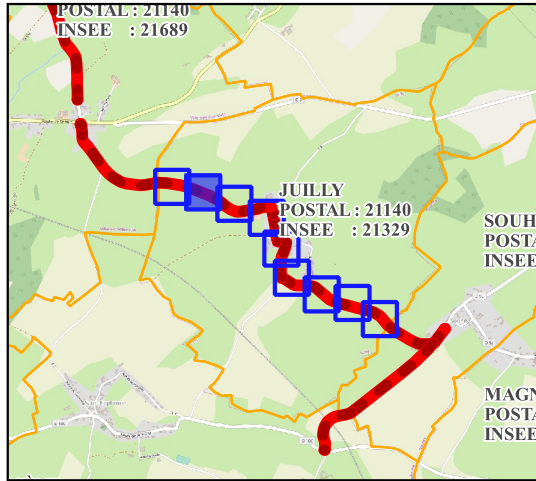 POSTAL : 21140
INSEE : 21689
JUILLY
POSTAL : 21140
INSEE : 21329
SOUH
POSTA
INSEE
MAGN
POSTA
INSEE